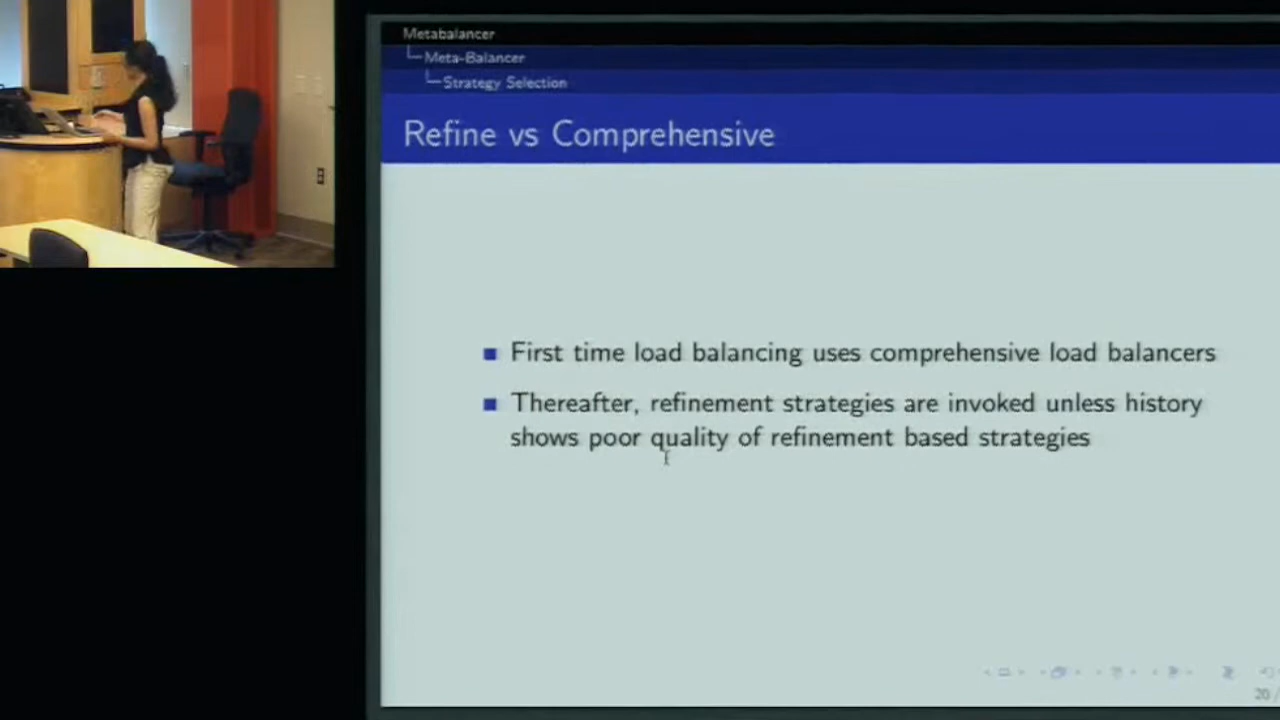 Metabalancer
Meta-Balancer
Strategy Selection
Refine vs Comprehensive
First time load balancing uses comprehensive load balancers
Thereafter, refinement strategies are invoked unless history
shows poor quality of refinement based strategies
20 /